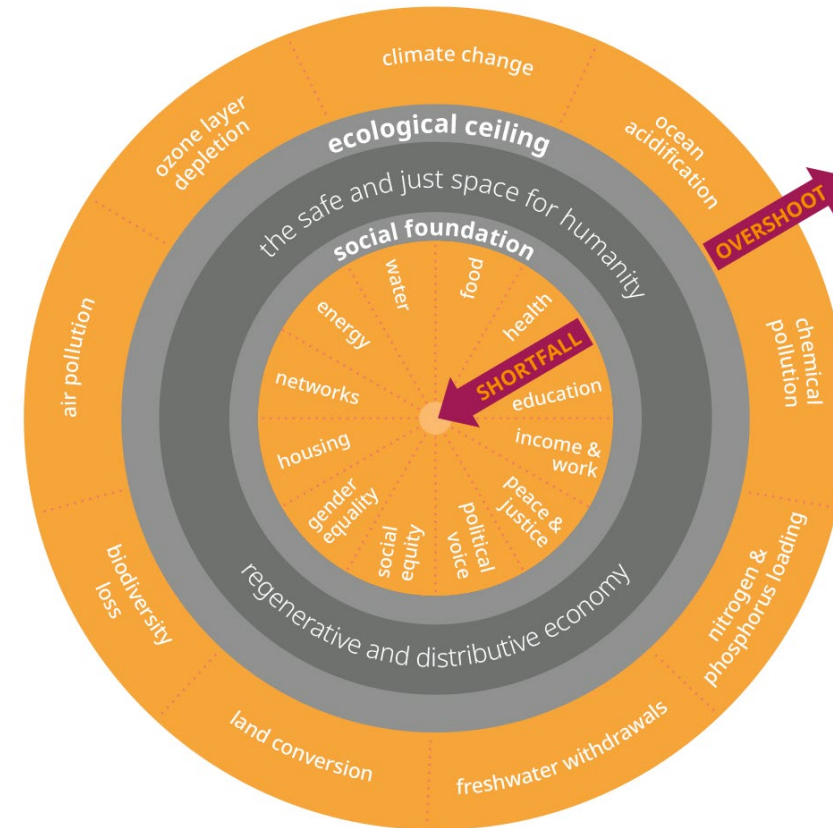 climate change
ocean
acidification
OVERSHOOT
chemical
pollution
nitrogen &
phosphorus loading
freshwater withdrawals
land conversion
biodiversity
loss
air pollution
ozone layer
depletion
ecological ceiling
the safe and just space for humanity
social foundation
water
food
health
SHORTFALL
education
income &
work
peace &
justice
political
voice
social
equity
gender
equality
housing
networks
energy
regenerative and distributive economy